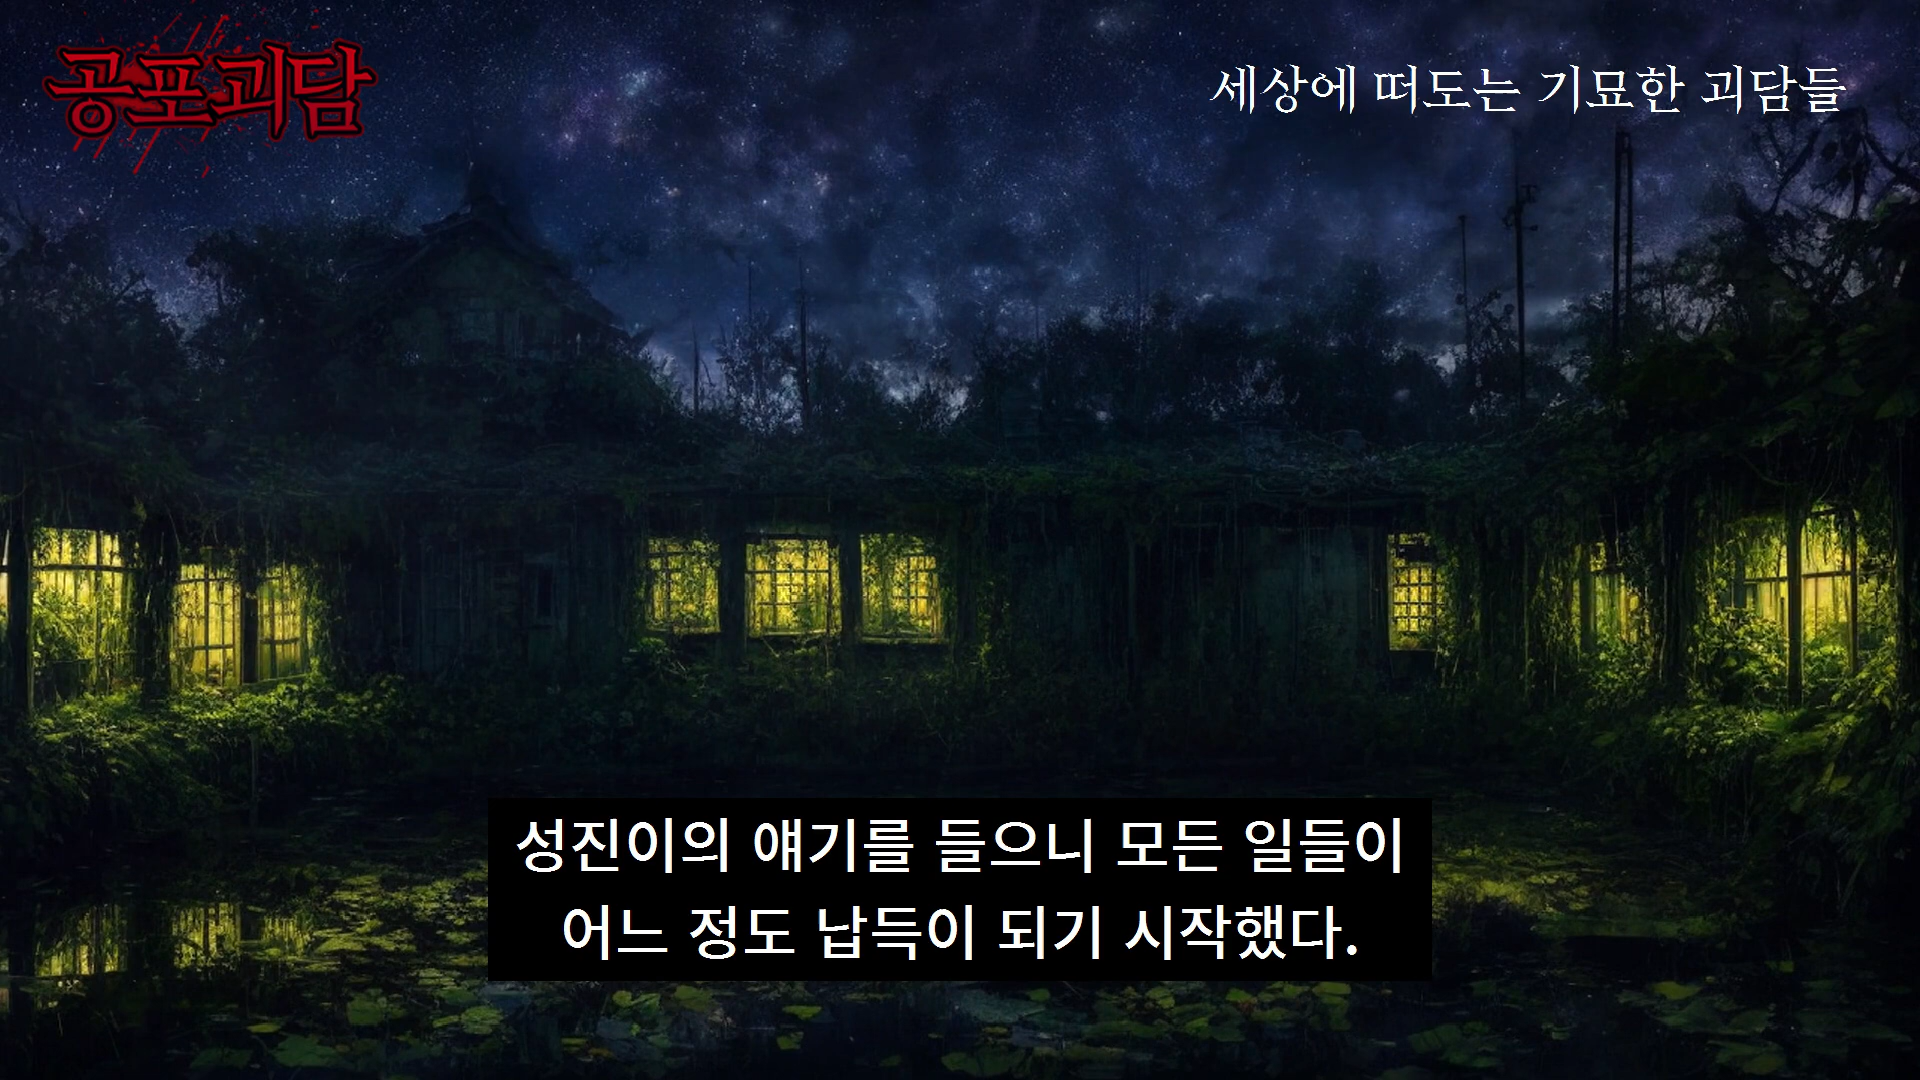 공포괴담
세상에 떠도는 기묘한 괴담들
성진이의 얘기를 들으니 모든 일들이
어느 정도 납득이 되기 시작했다.